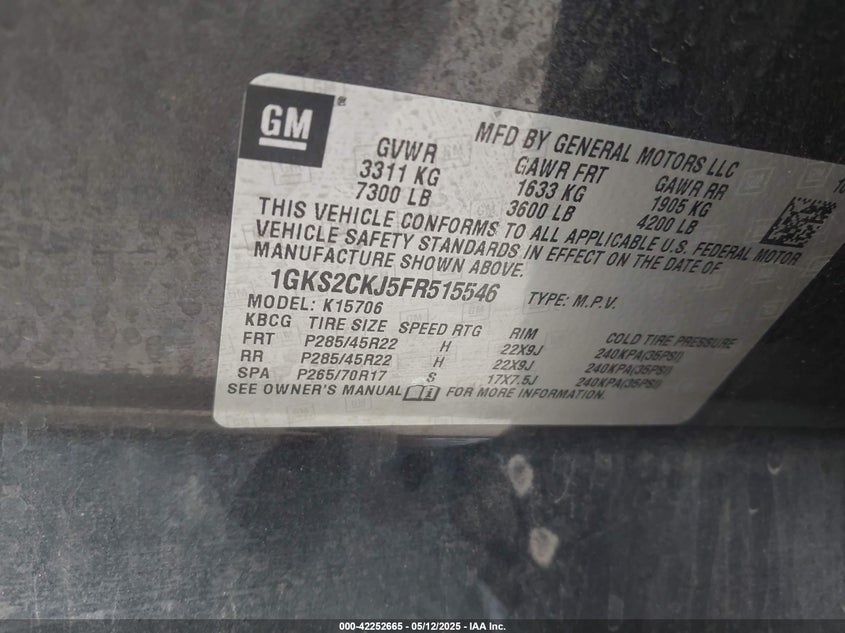 GM
MFD BY GENERAL MOTORS LLC
GVWR GAWR FRT GAWR RR
3311 KG 1633 KG 1905 KG
7300 LB 3600 LB 4200 LB
THIS VEHICLE CONFORMS TO ALL APPLICABLE U.S. FEDERAL MOTOR
VEHICLE SAFETY STANDARDS IN EFFECT ON THE DATE OF
MANUFACTURE SHOWN ABOVE.
1GKS2CKJ5FR515546 TYPE: M.P.V.
MODEL: K15706
KBCG TIRE SIZE SPEED RTG RIM COLD TIRE PRESSURE
FRT P285/45R22 H 22X9J 240KPA(35PSI)
RR P285/45R22 H 22X9J 240KPA(35PSI)
SPA P265/70R17 S 17X7.5J 240KPA(35PSI)
SEE OWNER'S MANUAL FOR MORE INFORMATION.
000-42252665 - 05/12/2025 - IAA Inc.